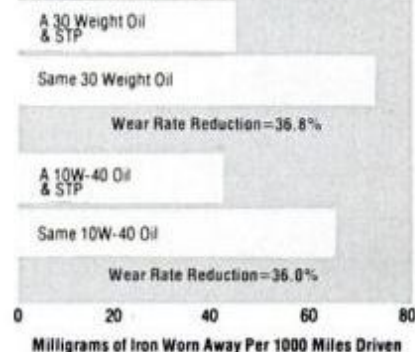 A 30 Weight Oil
& STP
Same 30 Weight Oil
Wear Rate Reduction=36.8%
A 10W-40 Oil
& STP
Same 10W-40 Oil
Wear Rate Reduction=36.0%
0 20 40 60 80
Milligrams of Iron Worn Away Per 1000 Miles Driven